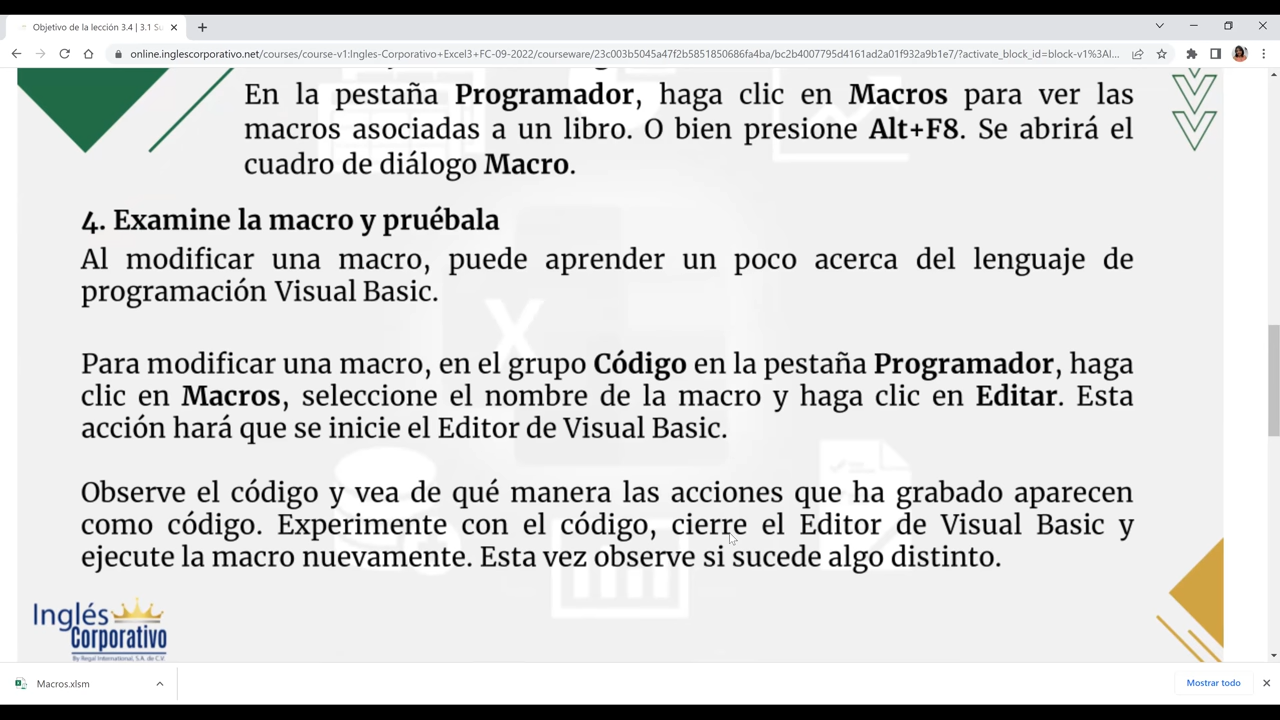 Objetivo de la lección 3.4 | 3.1 Su
online.inglescorporativo.net/courses/course-v1:Ingles-Corporativo+Excel3+FC-09-2022/courseware/23c003b5045a47f2b5851850586fa4ba/bc2b4007795d4161ad2a01f932a9b1e7/?activate_block_id=block-v1%3AI...
En la pestaña Programador, haga clic en Macros para ver las
macros asociadas a un libro. O bien presione Alt+F8. Se abrirá el
cuadro de diálogo Macro.
4. Examine la macro y pruébala
Al modificar una macro, puede aprender un poco acerca del lenguaje de
programación Visual Basic.
Para modificar una macro, en el grupo Código en la pestaña Programador, haga
clic en Macros, seleccione el nombre de la macro y haga clic en Editar. Esta
acción hará que se inicie el Editor de Visual Basic.
Observe el código y vea de qué manera las acciones que ha grabado aparecen
como código. Experimente con el código, cierre el Editor de Visual Basic y
ejecute la macro nuevamente. Esta vez observe si sucede algo distinto.
Inglés
Corporativo
By Regal International, S.A. de C.V.
Macros.xlsm
Mostrar todo